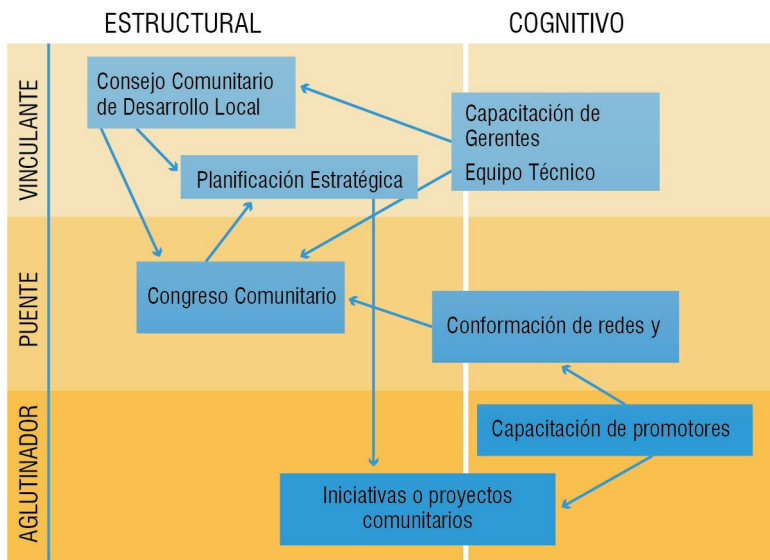 ESTRUCTURAL
COGNITIVO
VINCULANTE
Consejo Comunitario
de Desarrollo Local
Capacitación de
Gerentes
Equipo Técnico
Planificación Estratégica
PUENTE
Congreso Comunitario
Conformación de redes y
AGLUTINADOR
Capacitación de promotores
Iniciativas o proyectos
comunitarios